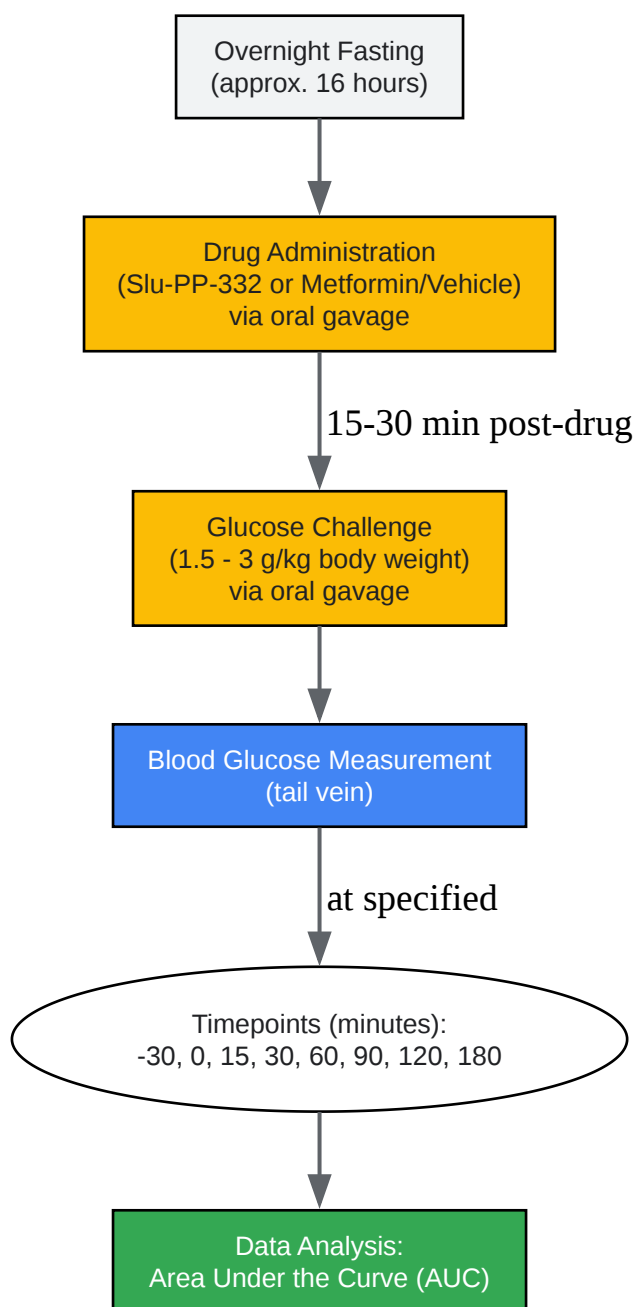 Overnight Fasting
(approx. 16 hours)
Drug Administration
(Slu-PP-332 or Metformin/Vehicle)
via oral gavage
15-30 min post-drug
Glucose Challenge
(1.5 - 3 g/kg body weight)
via oral gavage
Blood Glucose Measurement
(tail vein)
at specified
Timepoints (minutes):
-30, 0, 15, 30, 60, 90, 120, 180
Data Analysis:
Area Under the Curve (AUC)